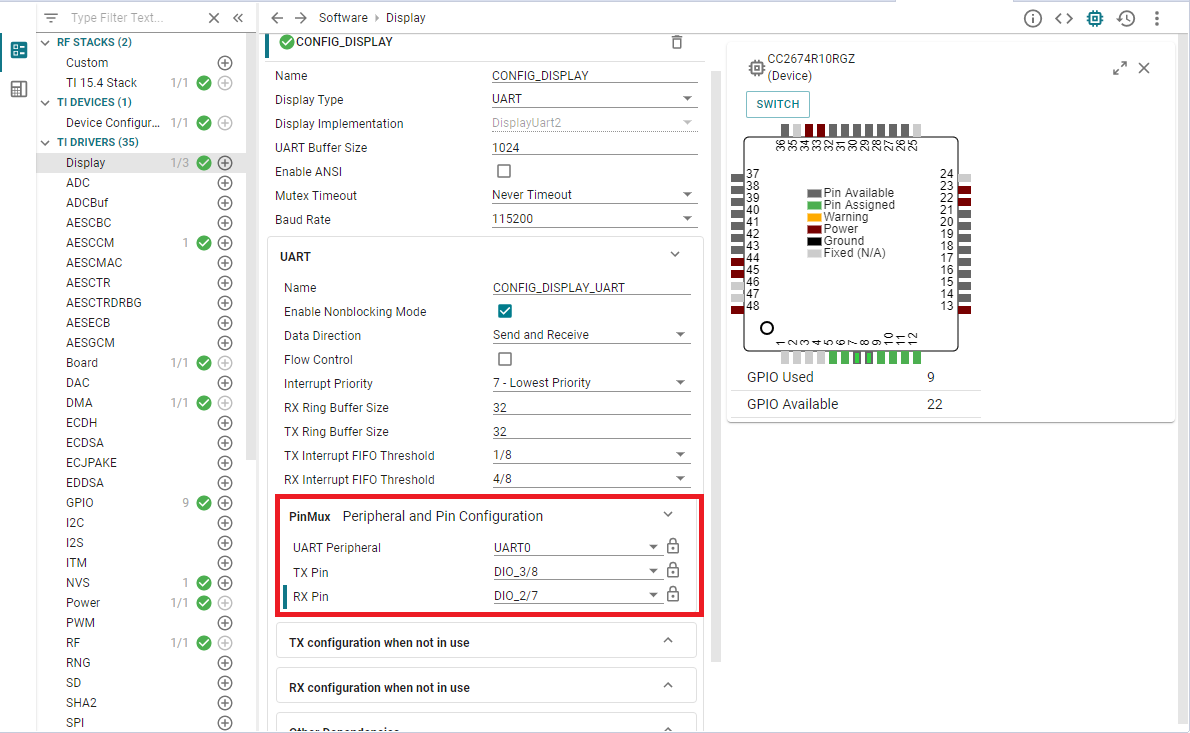 Type Filter Text...
RF STACKS (2)
Custom
TI 15.4 Stack 1/1
TI DEVICES (1)
Device Configur... 1/1
TI DRIVERS (35)
Display 1/3
ADC
ADCBuf
AESCBC
AESCCM 1
AESCMAC
AESCTR
AESCTRDRBG
AESECB
AESGCM
Board 1/1
DAC
DMA 1/1
ECDH
ECDSA
ECJPAKE
EDDSA
GPIO 9
I2C
I2S
ITM
NVS 1
Power 1/1
PWM
RF 1/1
RNG
SD
SHA2
SPI
Software Display
CONFIG_DISPLAY
Name CONFIG_DISPLAY
Display Type UART
Display Implementation DisplayUart2
UART Buffer Size 1024
Enable ANSI
Mutex Timeout Never Timeout
Baud Rate 115200
UART
Name CONFIG_DISPLAY_UART
Enable Nonblocking Mode
Data Direction Send and Receive
Flow Control
Interrupt Priority 7 - Lowest Priority
RX Ring Buffer Size 32
TX Ring Buffer Size 32
TX Interrupt FIFO Threshold 1/8
RX Interrupt FIFO Threshold 4/8
PinMux Peripheral and Pin Configuration
UART Peripheral UART0
TX Pin DIO_3/8
RX Pin DIO_2/7
TX configuration when not in use
RX configuration when not in use
Other Dependencies
CC2674R10RGZ
(Device)
SWITCH
36 35 34 33 32 31 30 29 28 27 26 25
37
38
39
40
41
42
43
44
45
46
47
48
Pin Available
Pin Assigned
Warning
Power
Ground
Fixed (N/A)
24
23
22
21
20
19
18
17
16
15
14
13
1 2 3 4 5 6 7 8 9 10 11 12
GPIO Used 9
GPIO Available 22